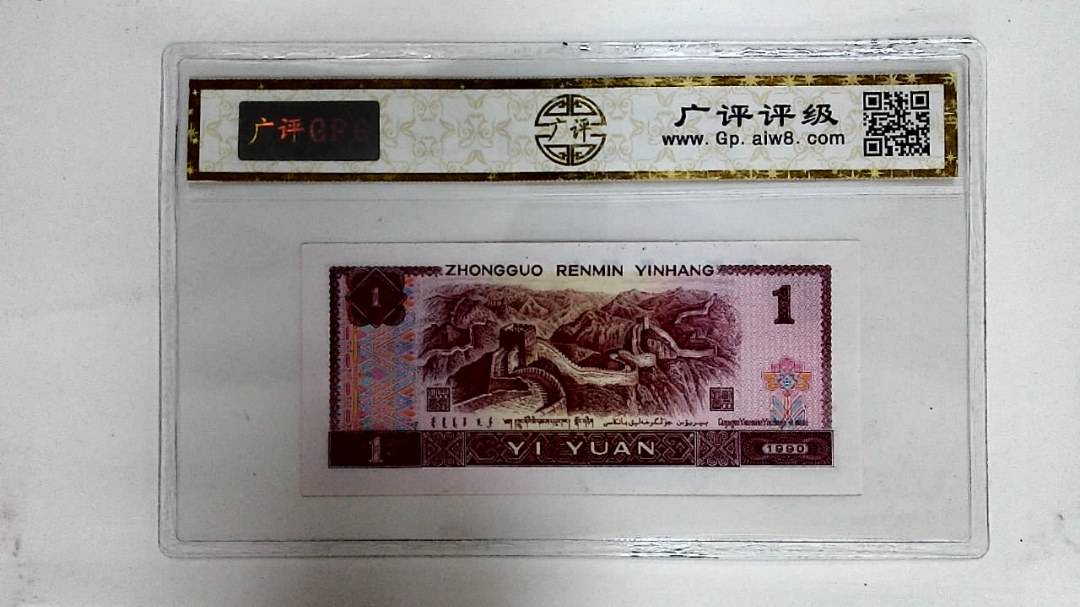 广评GPG
广评
广评评级
www. Gp. aiw8. com
ZHONGGUO RENMIN YINHANG
1
1
1
YI YUAN
1990